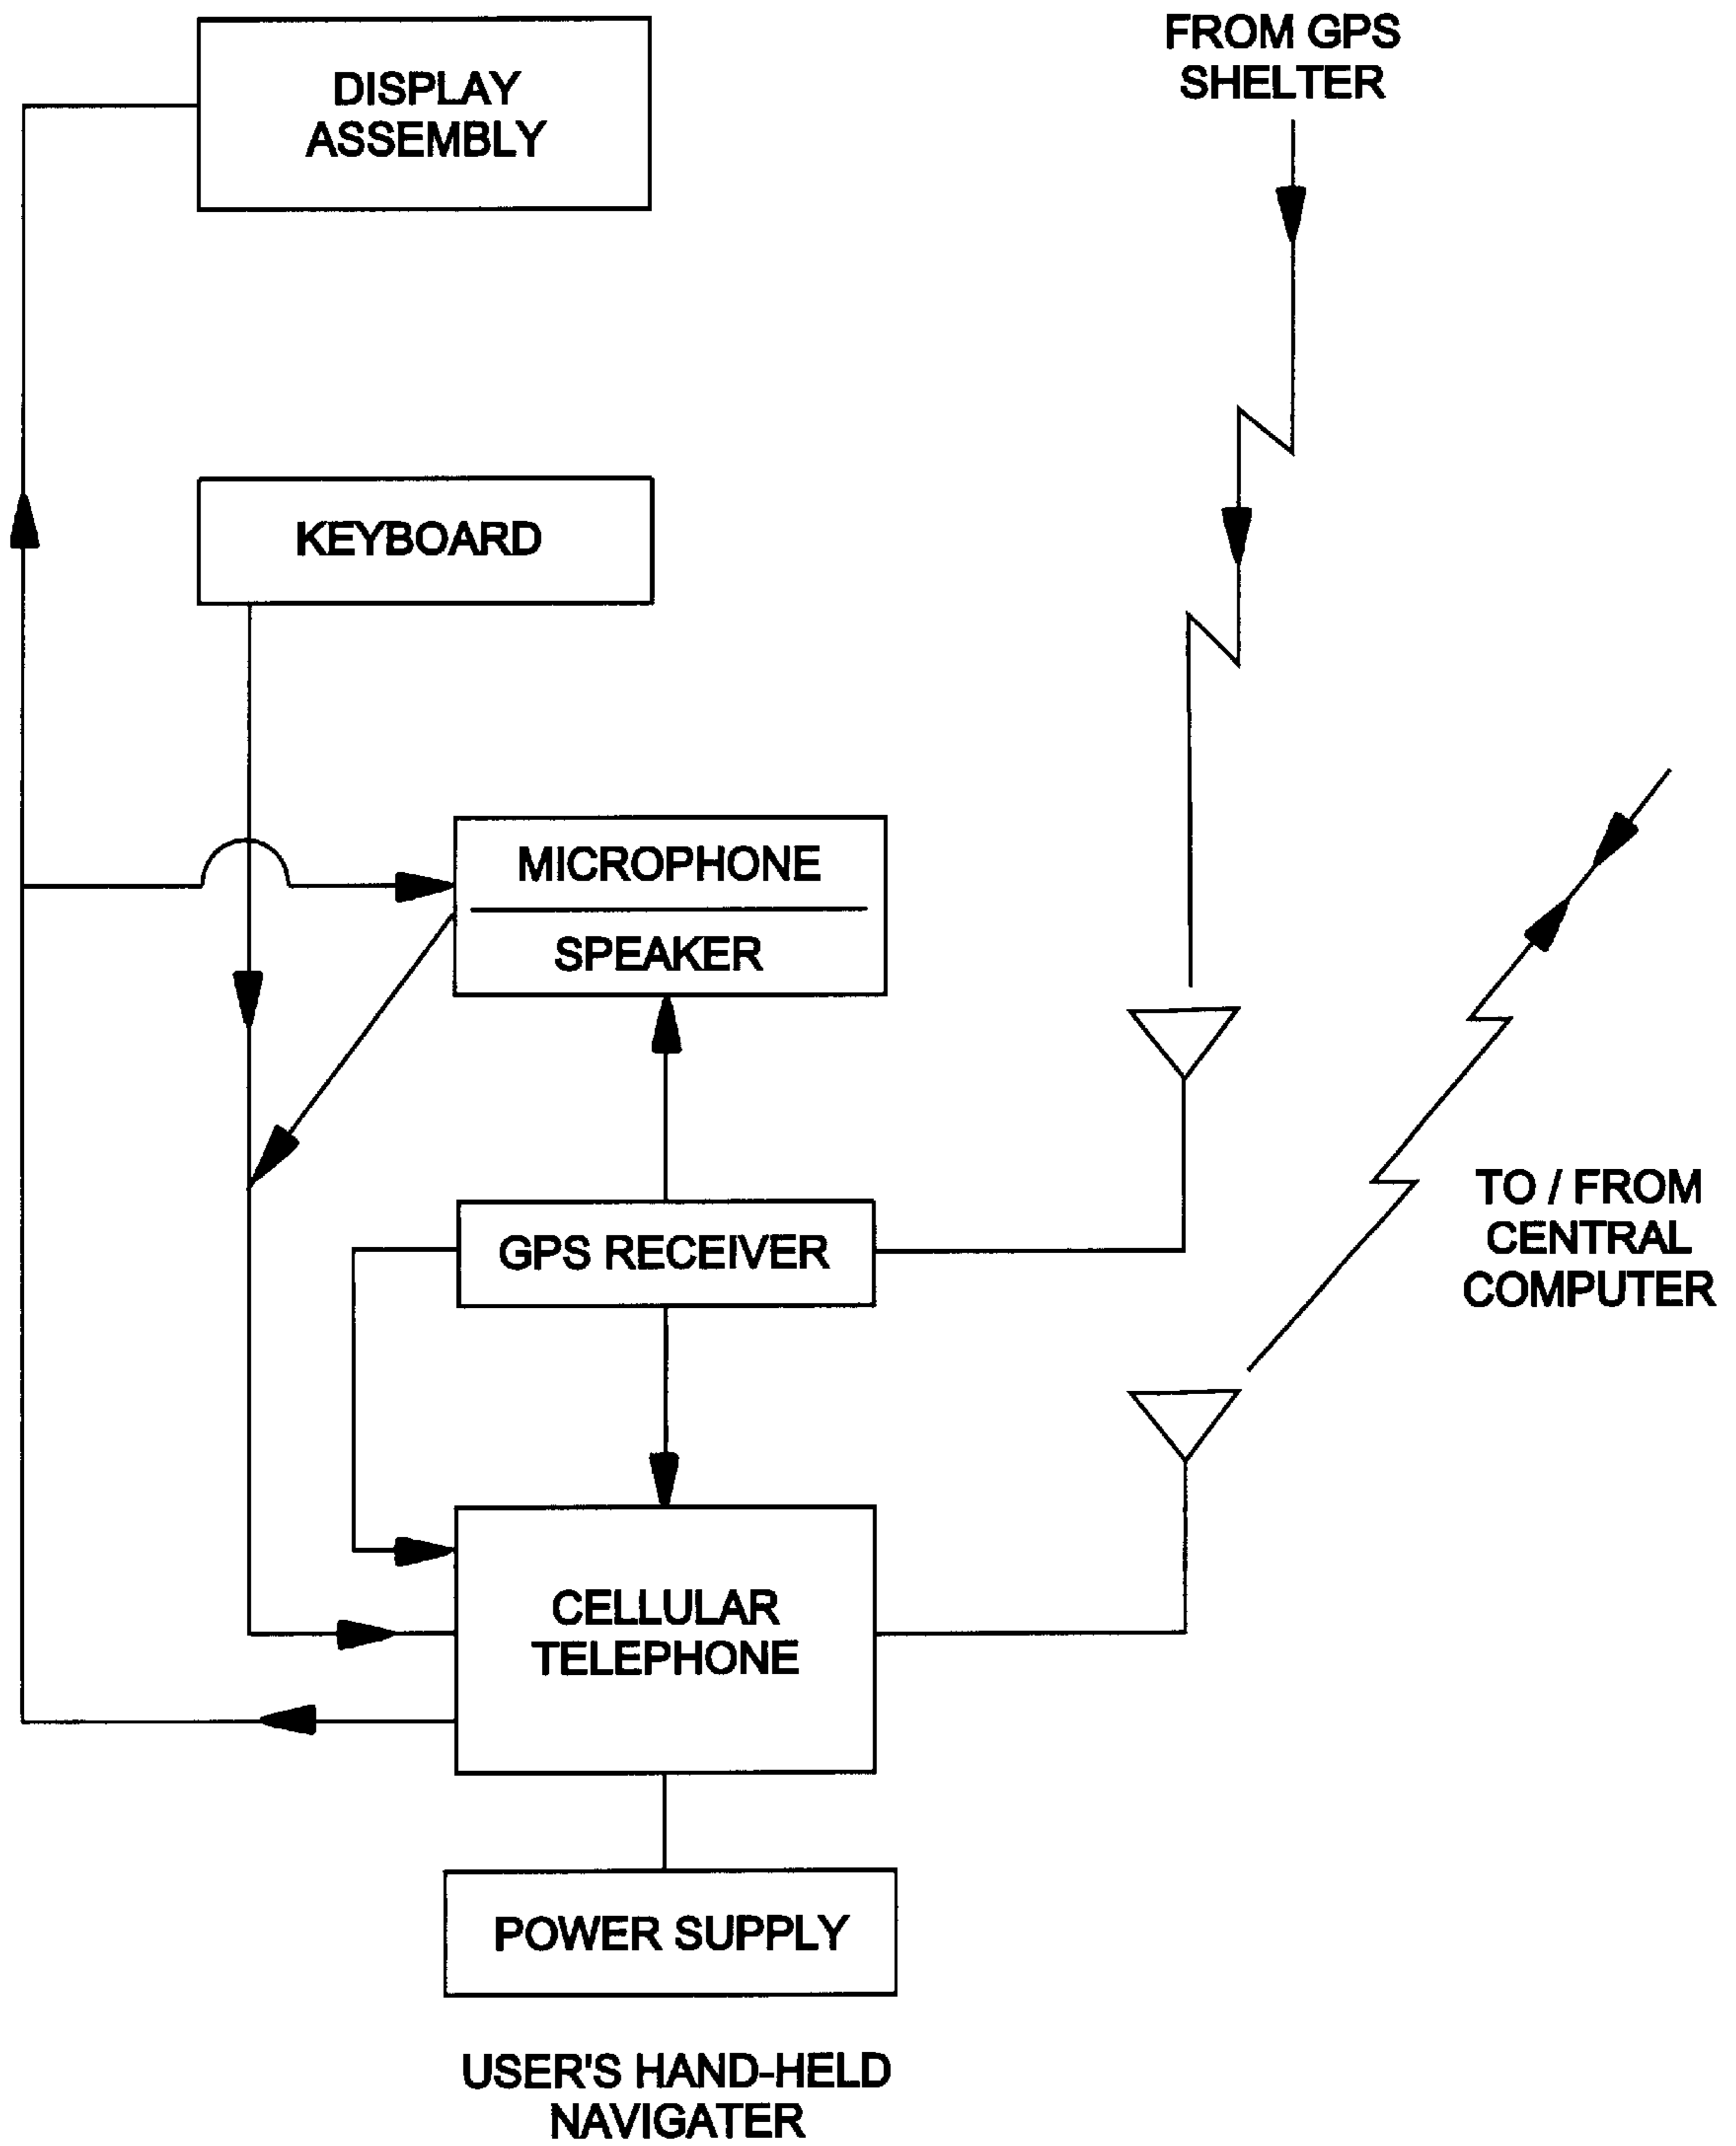 FROM GPS
SHELTER
DISPLAY
ASSEMBLY
KEYBOARD
MICROPHONE
SPEAKER
GPS RECEIVER
TO / FROM
CENTRAL
COMPUTER
CELLULAR
TELEPHONE
POWER SUPPLY
USER'S HAND-HELD
NAVIGATER